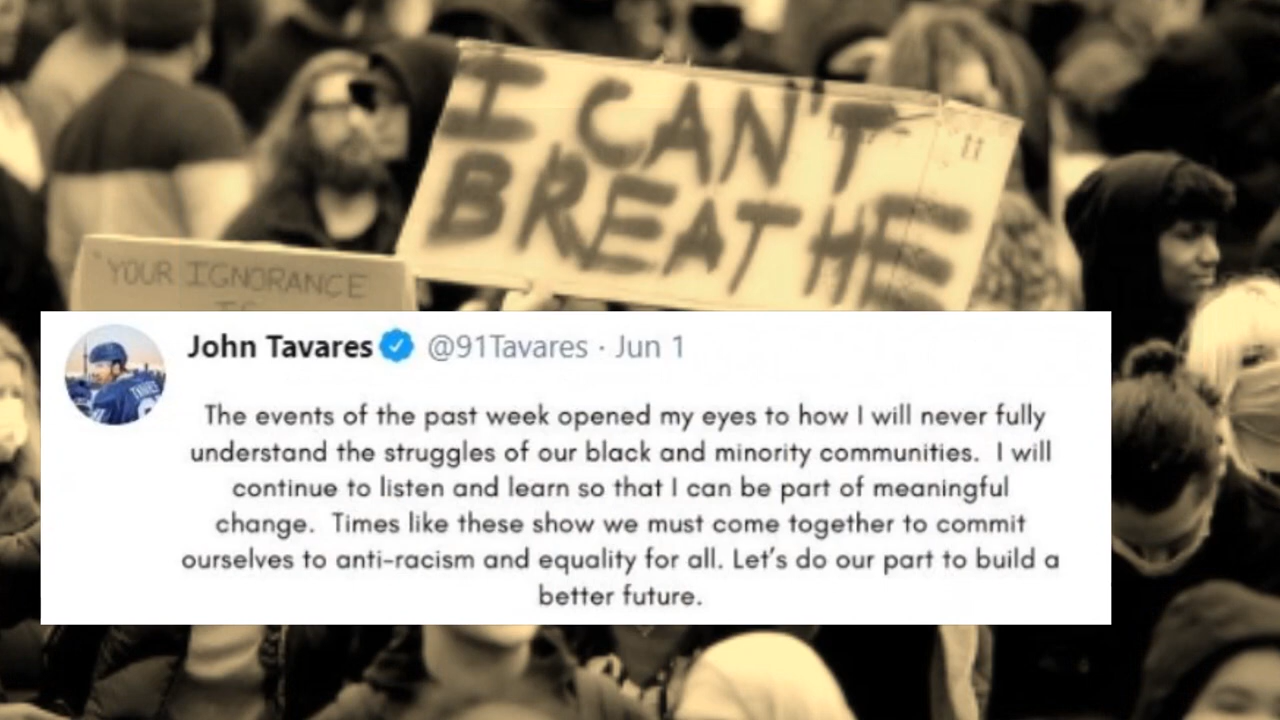 I CAN'T
BREATHE
"YOUR IGNORANCE
IS
John Tavares @91Tavares · Jun 1
The events of the past week opened my eyes to how I will never fully
understand the struggles of our black and minority communities.  I will
continue to listen and learn so that I can be part of meaningful
change.  Times like these show we must come together to commit
ourselves to anti-racism and equality for all. Let's do our part to build a
better future.